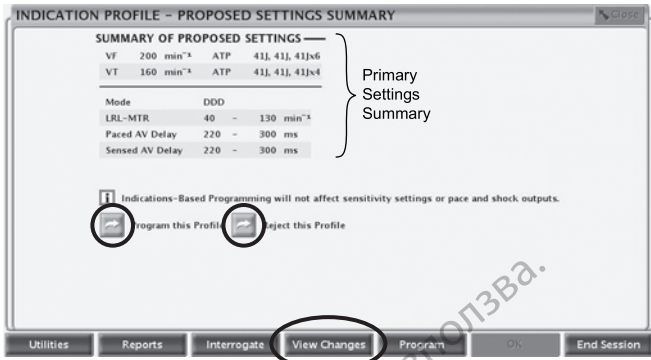 INDICATION PROFILE - PROPOSED SETTINGS SUMMARY
Close
SUMMARY OF PROPOSED SETTINGS
VF 200 min⁻¹ ATP 41J, 41J, 41Jx6
VT 160 min⁻¹ ATP 41J, 41J, 41Jx4
Mode DDD
LRL-MTR 40 - 130 min⁻¹
Paced AV Delay 220 - 300 ms
Sensed AV Delay 220 - 300 ms
Primary
Settings
Summary
i Indications-Based Programming will not affect sensitivity settings or pace and shock outputs.
Program this Profile Reject this Profile
Utilities Reports Interrogate View Changes Program OK End Session